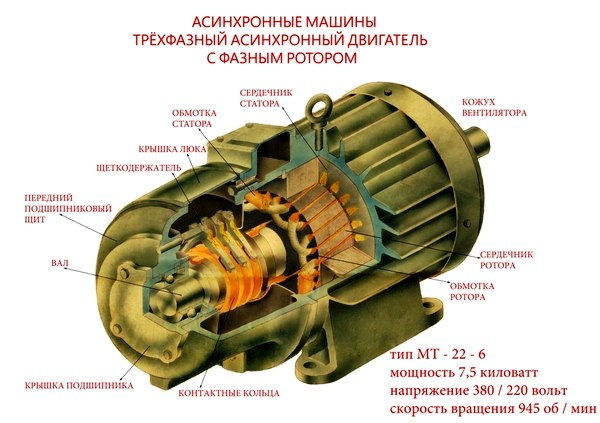 АСИНХРОННЫЕ МАШИНЫ
ТРЁХФАЗНЫЙ АСИНХРОННЫЙ ДВИГАТЕЛЬ
С ФАЗНЫМ РОТОРОМ
СЕРДЕЧНИК
СТАТОРА
КОЖУХ
ВЕНТИЛЯТОРА
ОБМОТКА
СТАТОРА
КРЫШКА ЛЮКА
ЩЕТКОДЕРЖАТЕЛЬ
ПЕРЕДНИЙ
ПОДШИПНИКОВЫЙ
ЩИТ
ВАЛ
СЕРДЕЧНИК
РОТОРА
ОБМОТКА
РОТОРА
КРЫШКА ПОДШИПНИКА
КОНТАКТНЫЕ КОЛЬЦА
тип МТ - 22 - 6
мощность 7,5 киловатт
напряжение 380 / 220 вольт
скорость вращения 945 об / мин